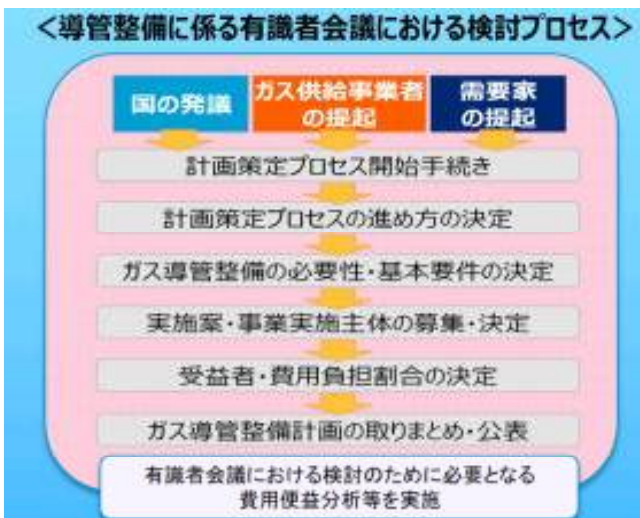 <導管整備に係る有識者会議における検討プロセス>
国の発議
ガス供給事業者
の提起
需要家
の提起
計画策定プロセス開始手続き
計画策定プロセスの進め方の決定
ガス導管整備の必要性・基本要件の決定
実施案・事業実施主体の募集・決定
受益者・費用負担割合の決定
ガス導管整備計画の取りまとめ・公表
有識者会議における検討のために必要となる
費用便益分析等を実施